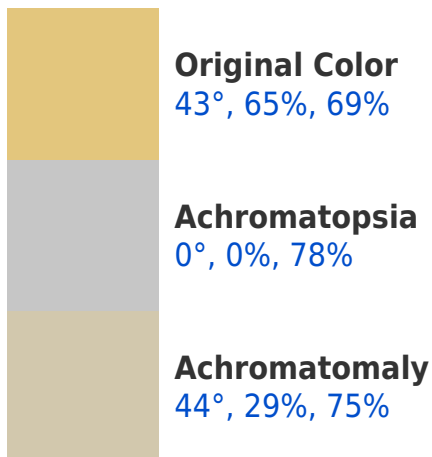 Original Color
43°, 65%, 69%
Achromatopsia
0°, 0%, 78%
Achromatomaly
44°, 29%, 75%